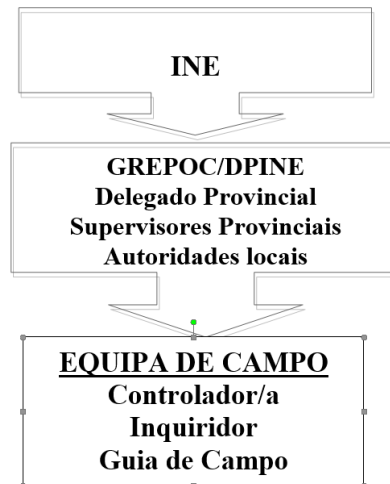 INE
GREPOC/DPINE
Delegado Provincial
Supervisores Provinciais
Autoridades locais
EQUIPA DE CAMPO
Controlador/a
Inquiridor
Guia de Campo